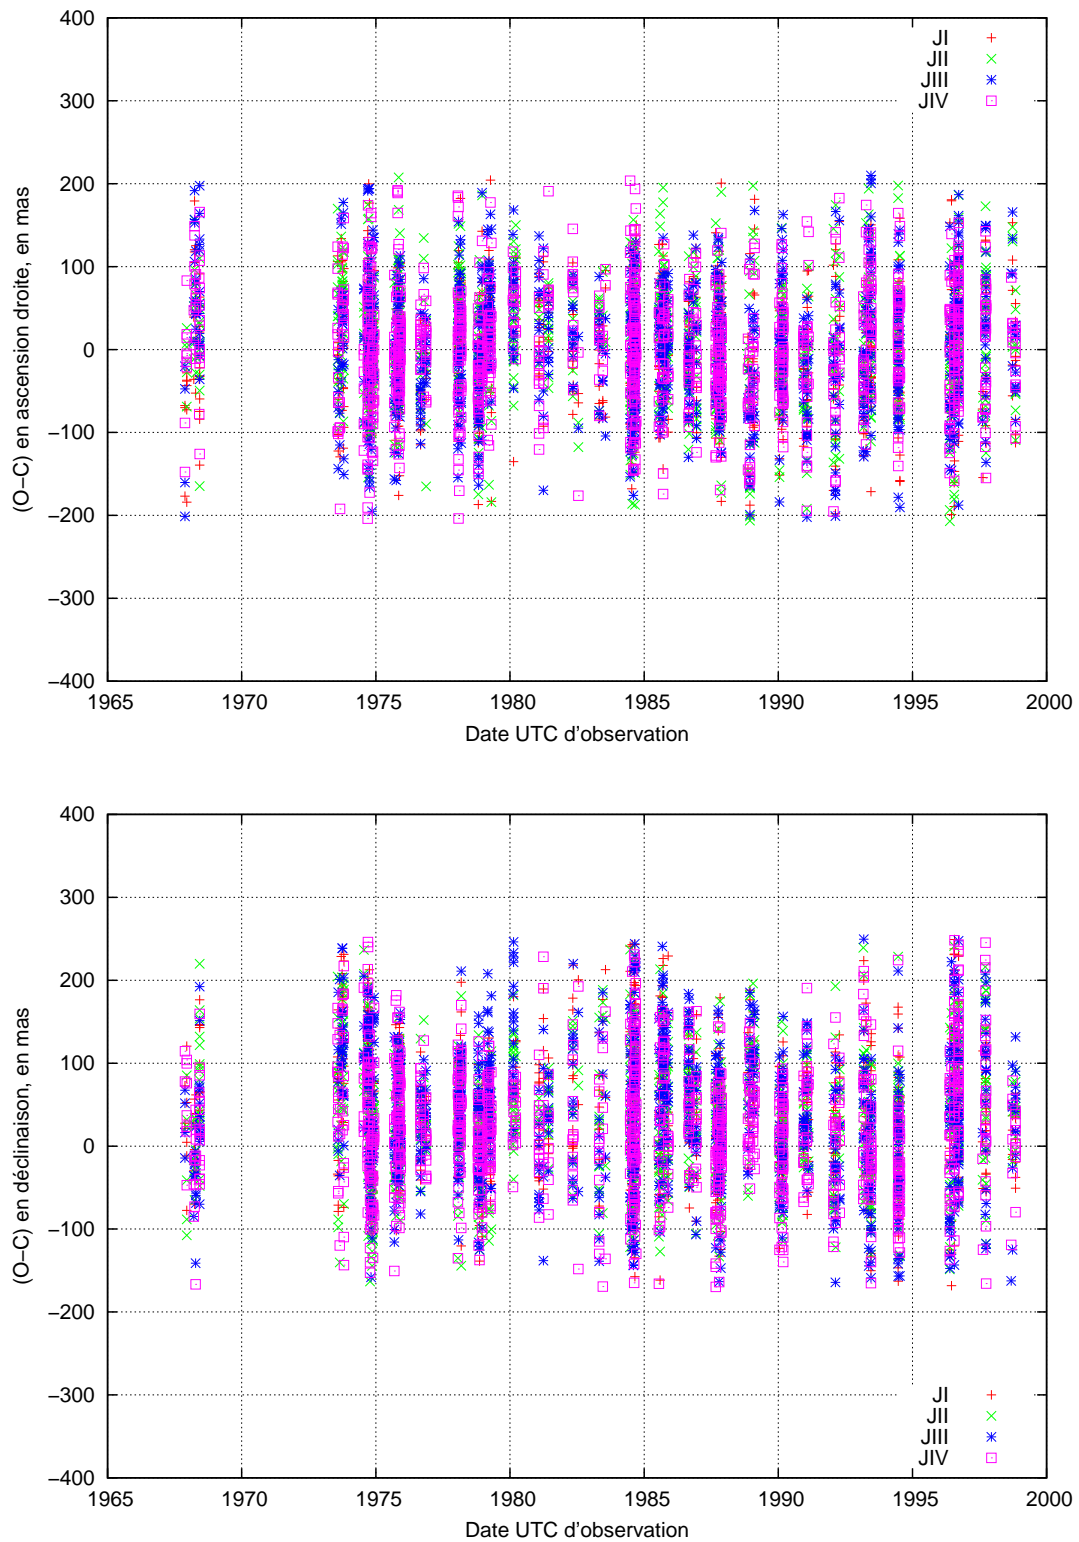 400
300
200
100
0
−100
−200
−300
−400
(O−C) en ascension droite, en mas
JI
JII
JIII
JIV
1965 1970 1975 1980 1985 1990 1995 2000
Date UTC d'observation
400
300
200
100
0
−100
−200
−300
−400
(O−C) en déclinaison, en mas
JI
JII
JIII
JIV
1965 1970 1975 1980 1985 1990 1995 2000
Date UTC d'observation